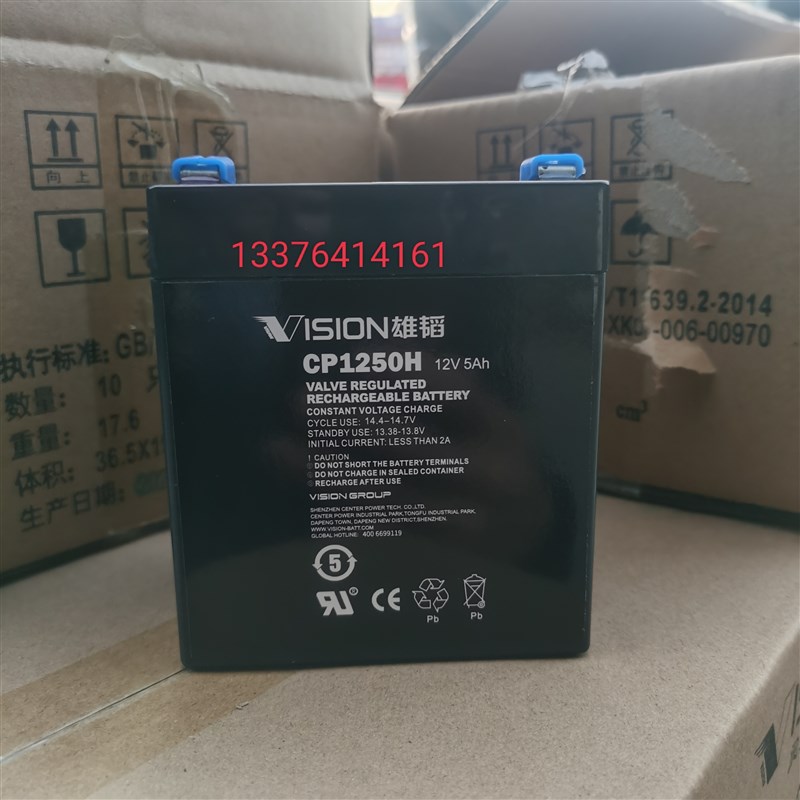 13376414161
VISION雄韬
CP1250H 12V 5Ah
VALVE REGULATED
RECHARGEABLE BATTERY
CONSTANT VOLTAGE CHARGE
CYCLE USE: 14.4–14.7V
STANDBY USE: 13.38-13.8V
INITIAL CURRENT: LESS THAN 2A
! CAUTION
DO NOT SHORT THE BATTERY TERMINALS
DO NOT CHARGE IN SEALED CONTAINER
RECHARGE AFTER USE
VISION GROUP
SHENZHEN CENTER POWER TECH. CO.,LTD.
CENTER POWER INDUSTRIAL PARK,TONGFU INDUSTRIAL PARK,
DAPENG TOWN, DAPENG NEW DISTRICT,SHENZHEN.
WWW.VISION-BATT.COM
GLOBAL HOTLINE: 400 6699119
5
CE
Pb Pb
向上
执行标准: GB/
数量: 10
重量: 17.6
体积: 36.5X1
生产日期:
639.2-2014
-006-00970
cm³